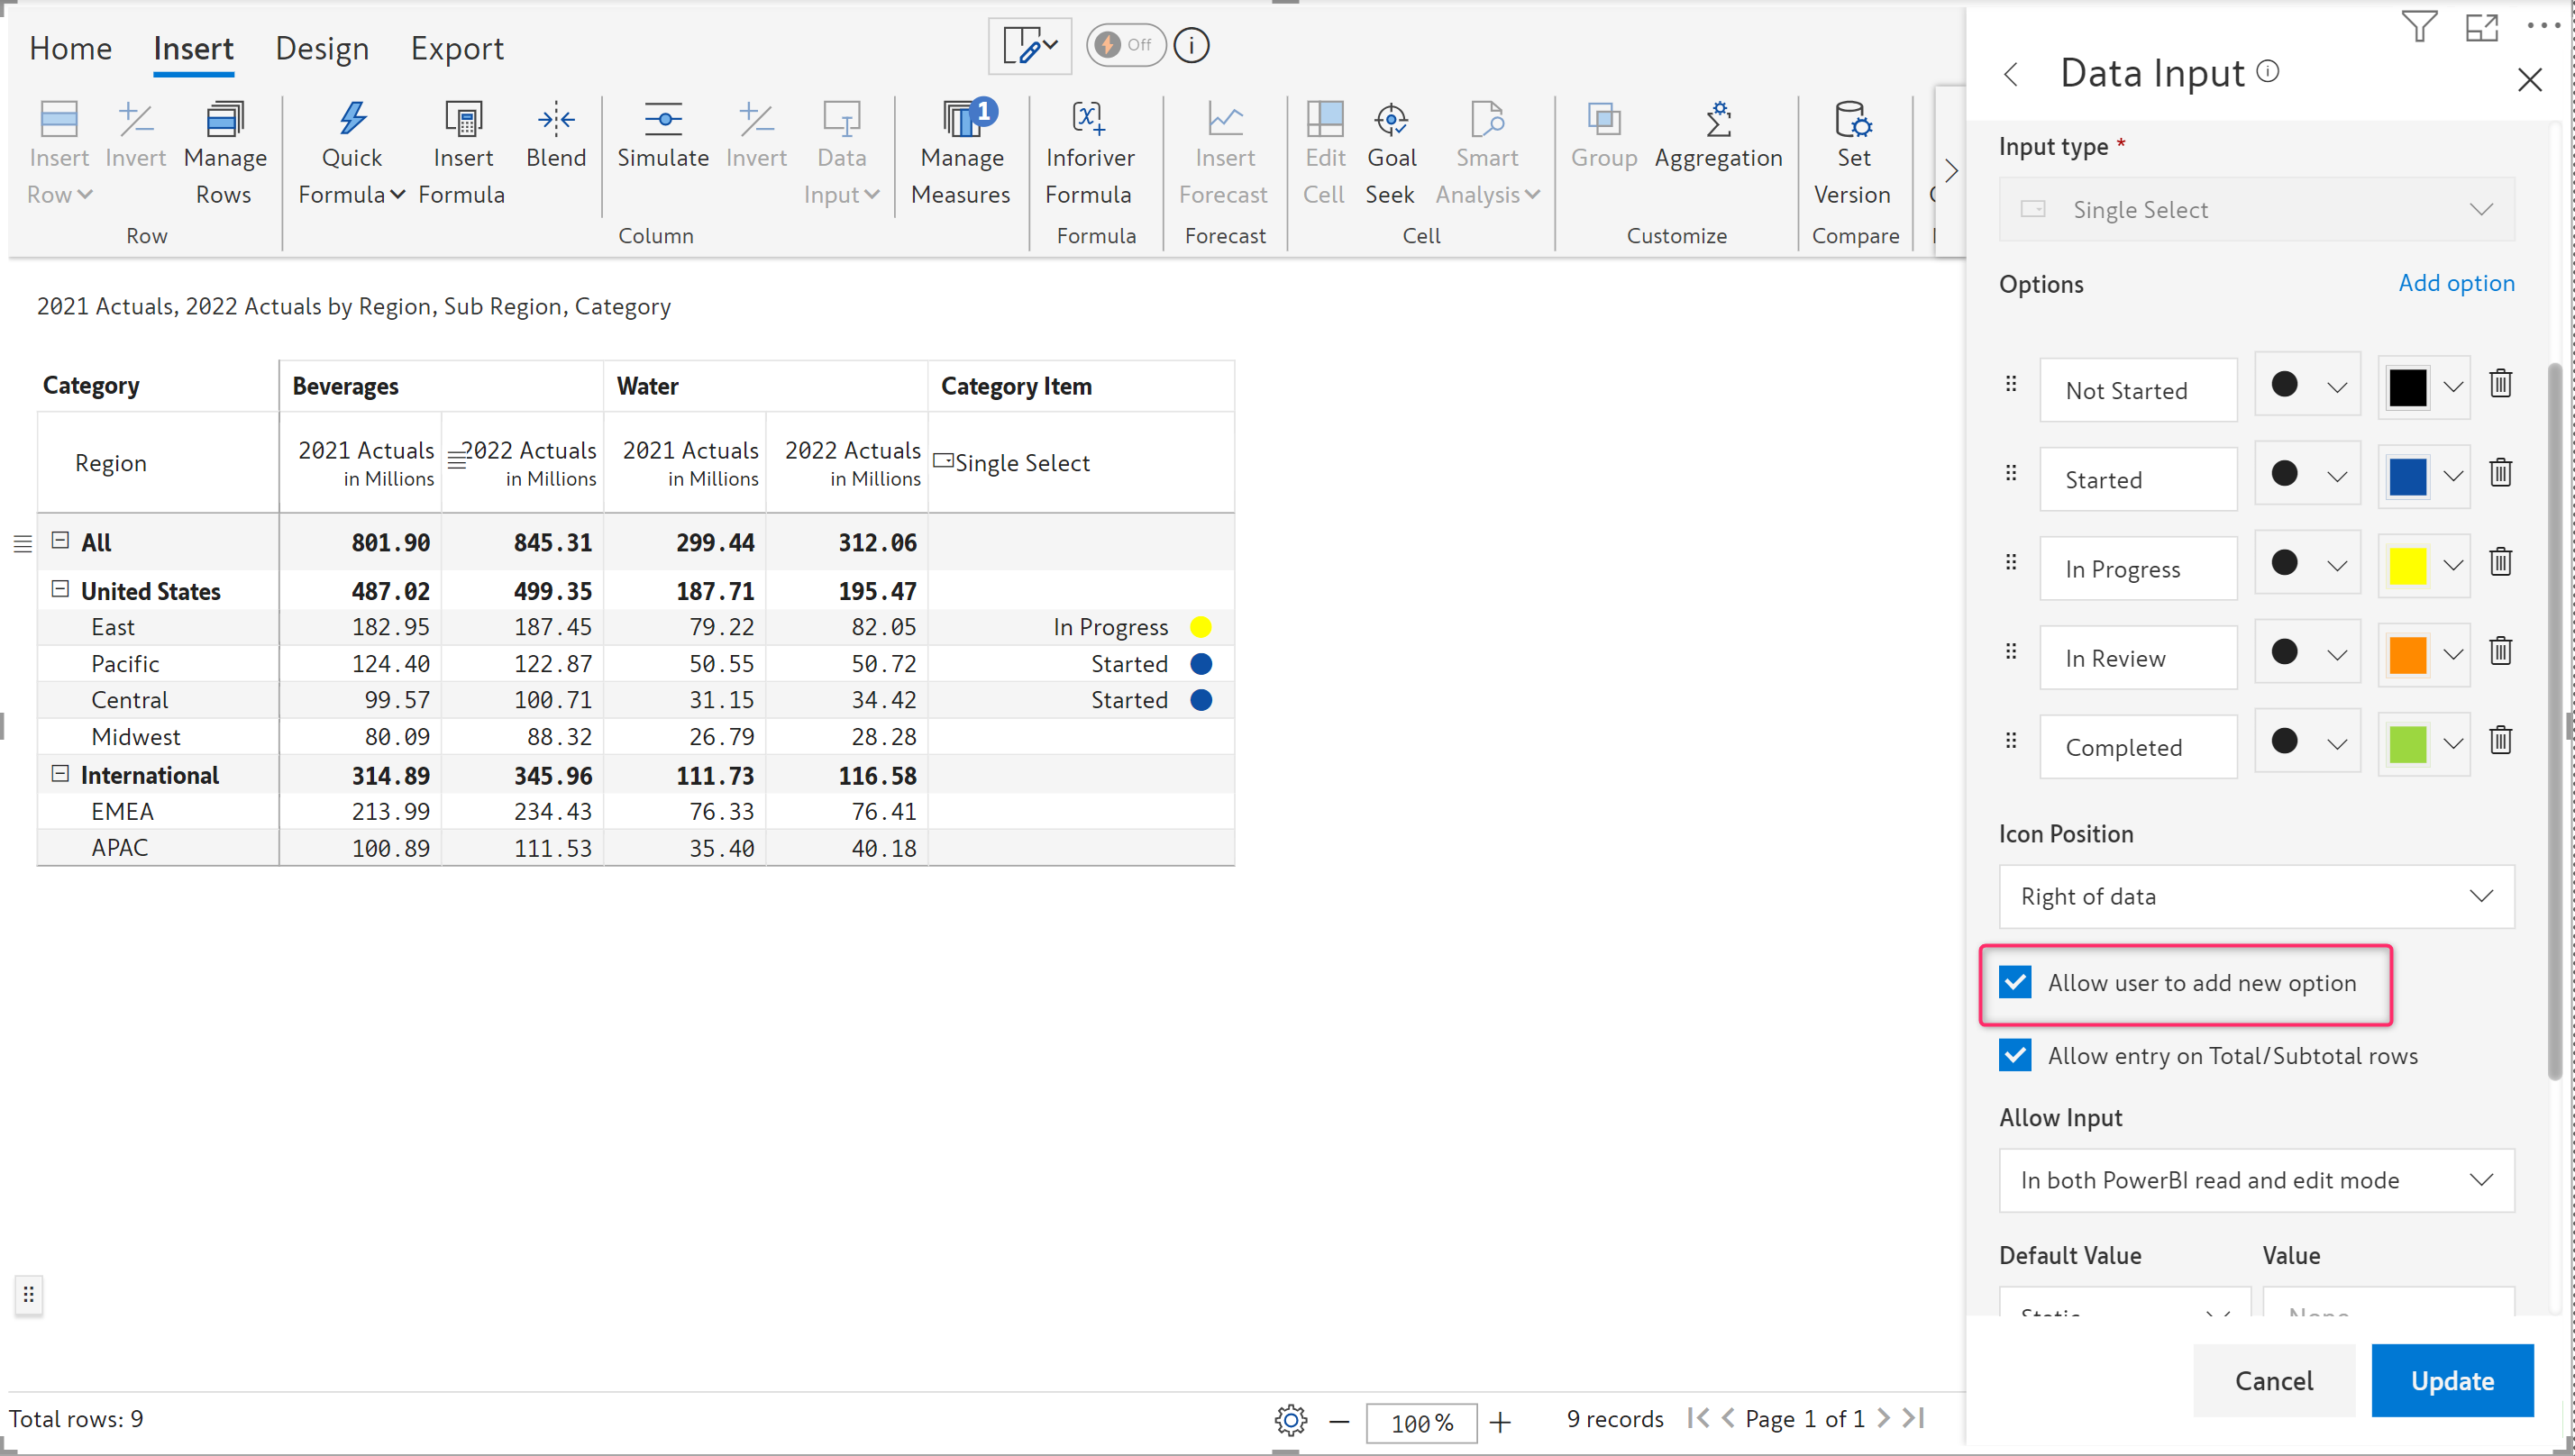 Home Insert Design Export
Off
Insert Row
Invert
Manage Rows
Quick Formula
Insert Formula
Blend
Simulate
Invert
Data Input
1
Manage Measures
Inforiver Formula
Insert Forecast
Edit Cell
Goal Seek
Smart Analysis
Group
Aggregation
Set Version
Row
Column
Formula
Forecast
Cell
Customize
Compare
2021 Actuals, 2022 Actuals by Region, Sub Region, Category
Category Beverages Water Category Item
Region 2021 Actuals in Millions 2022 Actuals in Millions 2021 Actuals in Millions 2022 Actuals in Millions Single Select
All 801.90 845.31 299.44 312.06
United States 487.02 499.35 187.71 195.47
East 182.95 187.45 79.22 82.05 In Progress
Pacific 124.40 122.87 50.55 50.72 Started
Central 99.57 100.71 31.15 34.42 Started
Midwest 80.09 88.32 26.79 28.28
International 314.89 345.96 111.73 116.58
EMEA 213.99 234.43 76.33 76.41
APAC 100.89 111.53 35.40 40.18
Total rows: 9
100%
9 records
Page 1 of 1
Data Input
Input type *
Single Select
Options Add option
Not Started
Started
In Progress
In Review
Completed
Icon Position
Right of data
Allow user to add new option
Allow entry on Total/Subtotal rows
Allow Input
In both PowerBI read and edit mode
Default Value Value
Cancel Update